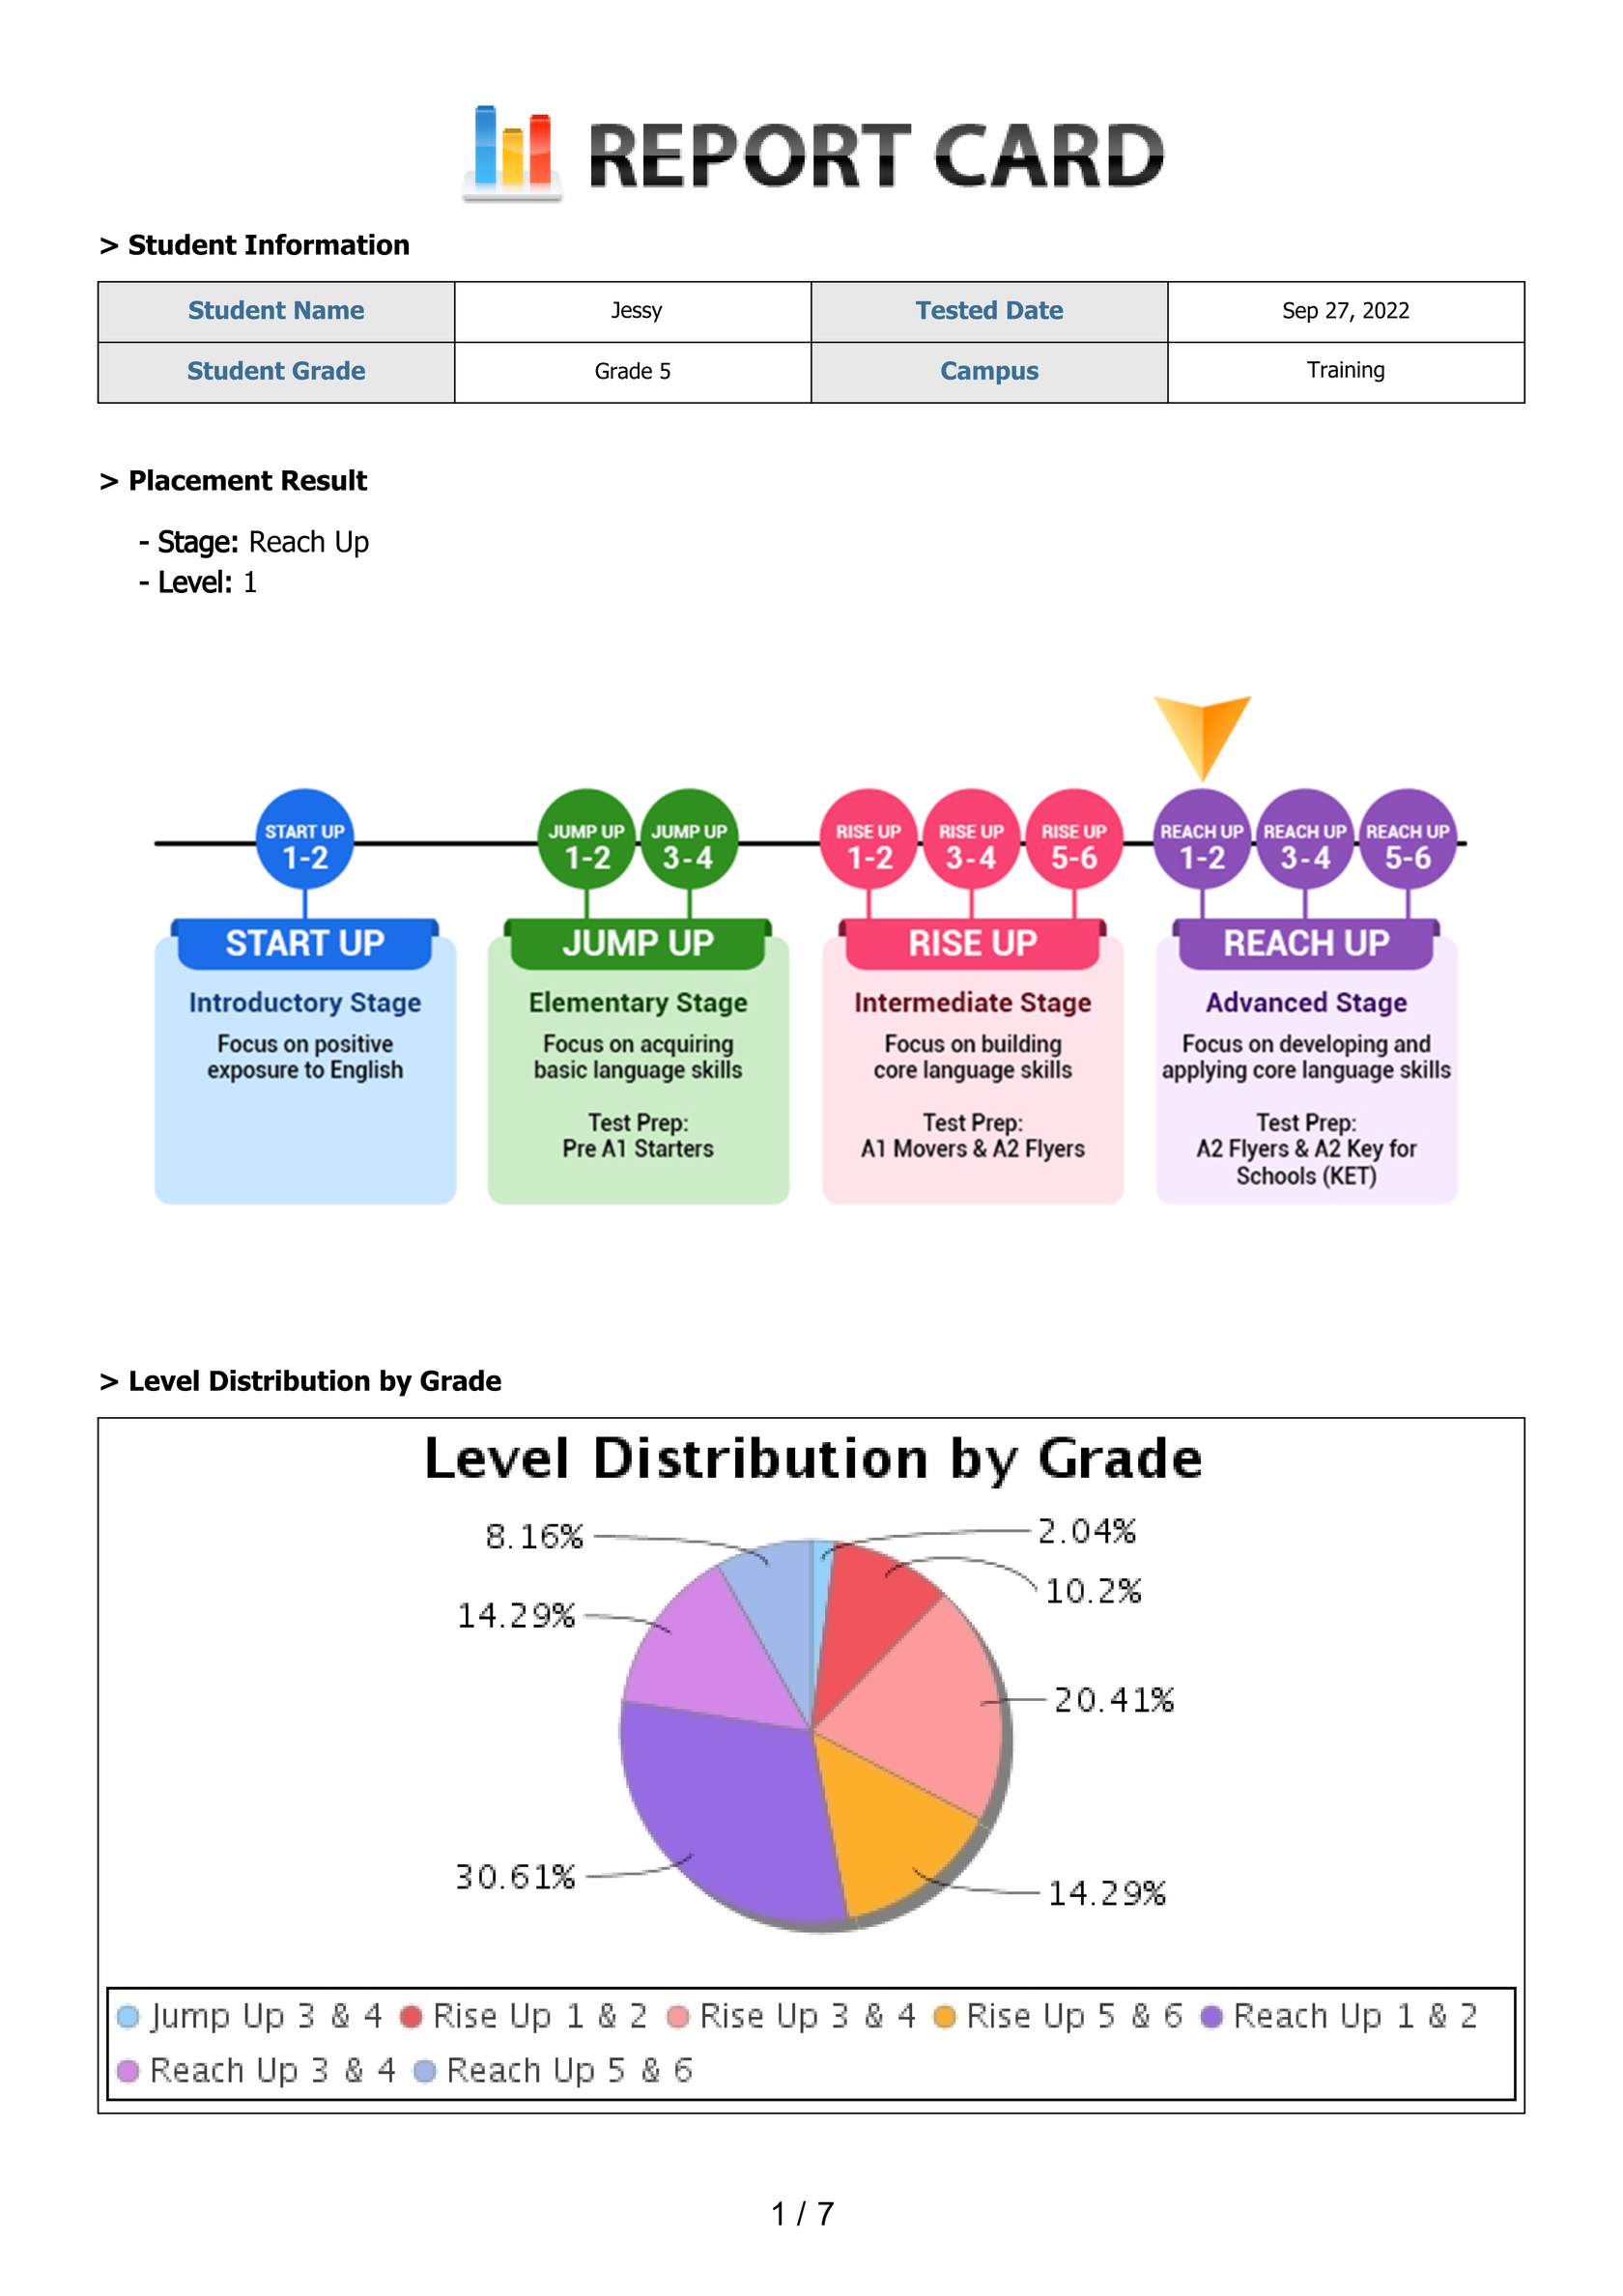 REPORT CARD
> Student Information
Student Name Jessy Tested Date Sep 27, 2022
Student Grade Grade 5 Campus Training
> Placement Result
- Stage: Reach Up
- Level: 1
START UP 1-2
JUMP UP 1-2
JUMP UP 3-4
RISE UP 1-2
RISE UP 3-4
RISE UP 5-6
REACH UP 1-2
REACH UP 3-4
REACH UP 5-6
START UP
Introductory Stage
Focus on positive
exposure to English
JUMP UP
Elementary Stage
Focus on acquiring
basic language skills
Test Prep:
Pre A1 Starters
RISE UP
Intermediate Stage
Focus on building
core language skills
Test Prep:
A1 Movers & A2 Flyers
REACH UP
Advanced Stage
Focus on developing and
applying core language skills
Test Prep:
A2 Flyers & A2 Key for
Schools (KET)
> Level Distribution by Grade
Level Distribution by Grade
8.16%
2.04%
10.2%
14.29%
20.41%
30.61%
14.29%
Jump Up 3 & 4 Rise Up 1 & 2 Rise Up 3 & 4 Rise Up 5 & 6 Reach Up 1 & 2
Reach Up 3 & 4 Reach Up 5 & 6
1 / 7